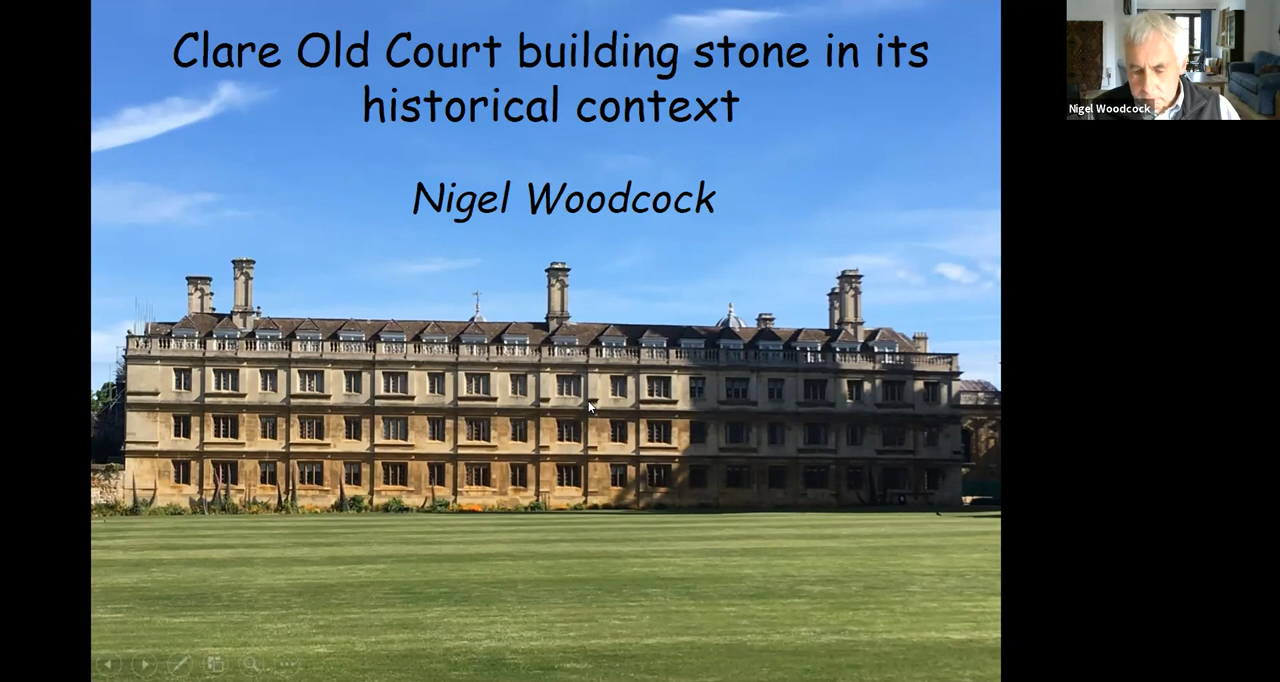 Clare Old Court building stone in its
historical context
Nigel Woodcock
Nigel Woodcock